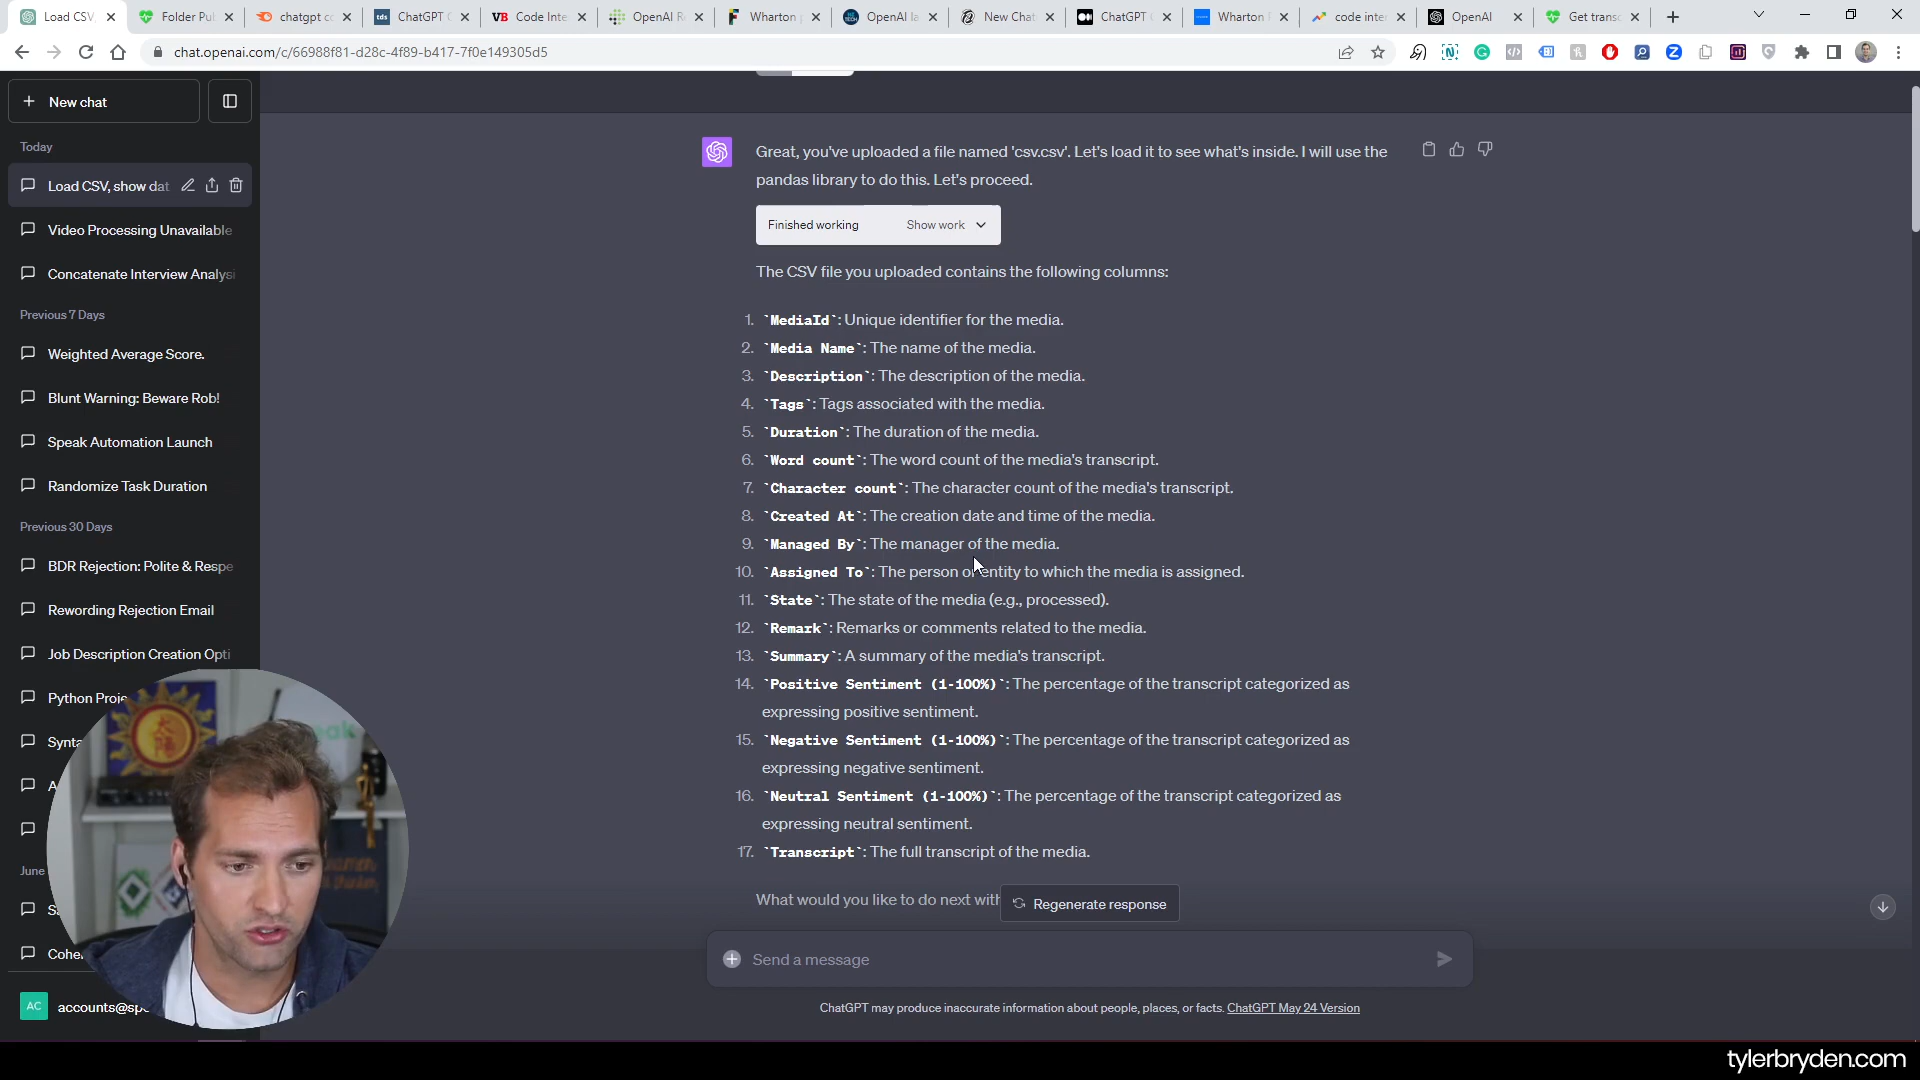 Load CSV,
Folder Pul
chatgpt co
tds
ChatGPT C
VB
Code Inte
OpenAI R
Wharton p
OpenAI la
New Chat
ChatGPT
Wharton
code inte
OpenAI
Get transc
chat.openai.com/c/66988f81-d28c-4f89-b417-7f0e149305d5
New chat
Today
Load CSV, show dat
Video Processing Unavailable
Concatenate Interview Analysi
Previous 7 Days
Weighted Average Score.
Blunt Warning: Beware Rob!
Speak Automation Launch
Randomize Task Duration
Previous 30 Days
BDR Rejection: Polite & Respe
Rewording Rejection Email
Job Description Creation Opti
Python Proje
Synta
A
June
Cohe
AC
accounts@sp
Great, you've uploaded a file named 'csv.csv'. Let's load it to see what's inside. I will use the
pandas library to do this. Let's proceed.
Finished working Show work
The CSV file you uploaded contains the following columns:
1. `MediaId`: Unique identifier for the media.
2. `Media Name`: The name of the media.
3. `Description`: The description of the media.
4. `Tags`: Tags associated with the media.
5. `Duration`: The duration of the media.
6. `Word count`: The word count of the media's transcript.
7. `Character count`: The character count of the media's transcript.
8. `Created At`: The creation date and time of the media.
9. `Managed By`: The manager of the media.
10. `Assigned To`: The person or entity to which the media is assigned.
11. `State`: The state of the media (e.g., processed).
12. `Remark`: Remarks or comments related to the media.
13. `Summary`: A summary of the media's transcript.
14. `Positive Sentiment (1-100%)`: The percentage of the transcript categorized as
expressing positive sentiment.
15. `Negative Sentiment (1-100%)`: The percentage of the transcript categorized as
expressing negative sentiment.
16. `Neutral Sentiment (1-100%)`: The percentage of the transcript categorized as
expressing neutral sentiment.
17. `Transcript`: The full transcript of the media.
What would you like to do next with
Regenerate response
Send a message
ChatGPT may produce inaccurate information about people, places, or facts. ChatGPT May 24 Version
tylerbryden.com